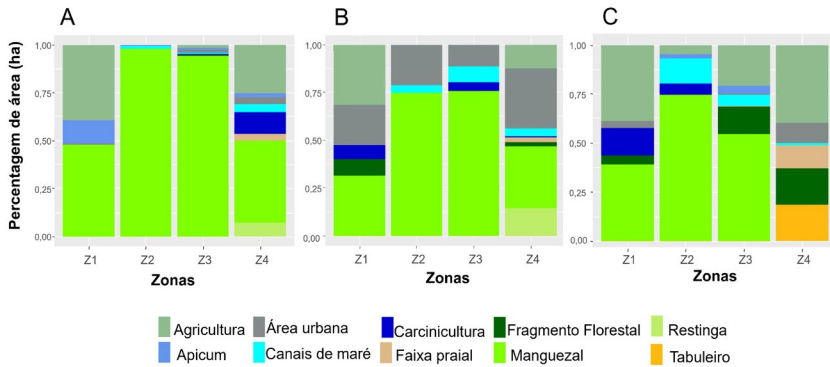 A B C
Percentagem de área (ha)
1,00 1,00 1,00
0,75 0,75 0,75
0,50 0,50 0,50
0,25 0,25 0,25
0,00 0,00 0,00
Z1 Z2 Z3 Z4 Z1 Z2 Z3 Z4 Z1 Z2 Z3 Z4
Zonas Zonas Zonas
Agricultura Área urbana Carcinicultura Fragmento Florestal Restinga
Apicum Canais de maré Faixa praial Manguezal Tabuleiro